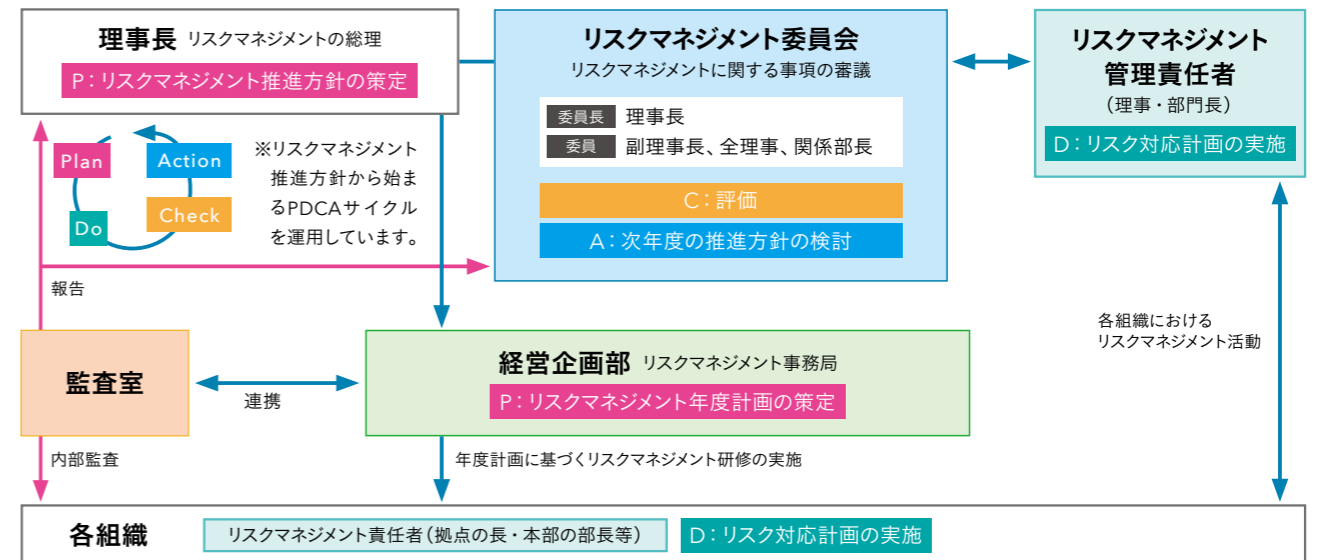 理事長 リスクマネジメントの総理
P：リスクマネジメント推進方針の策定
Plan
Action
Do
Check
※リスクマネジメント
推進方針から始ま
るPDCAサイクル
を運用しています。
リスクマネジメント委員会
リスクマネジメントに関する事項の審議
委員長 理事長
委員 副理事長、全理事、関係部長
C：評価
A：次年度の推進方針の検討
リスクマネジメント
管理責任者
（理事・部門長）
D：リスク対応計画の実施
報告
監査室
連携
経営企画部 リスクマネジメント事務局
P：リスクマネジメント年度計画の策定
各組織における
リスクマネジメント活動
内部監査
年度計画に基づくリスクマネジメント研修の実施
各組織 リスクマネジメント責任者（拠点の長・本部の部長等） D：リスク対応計画の実施